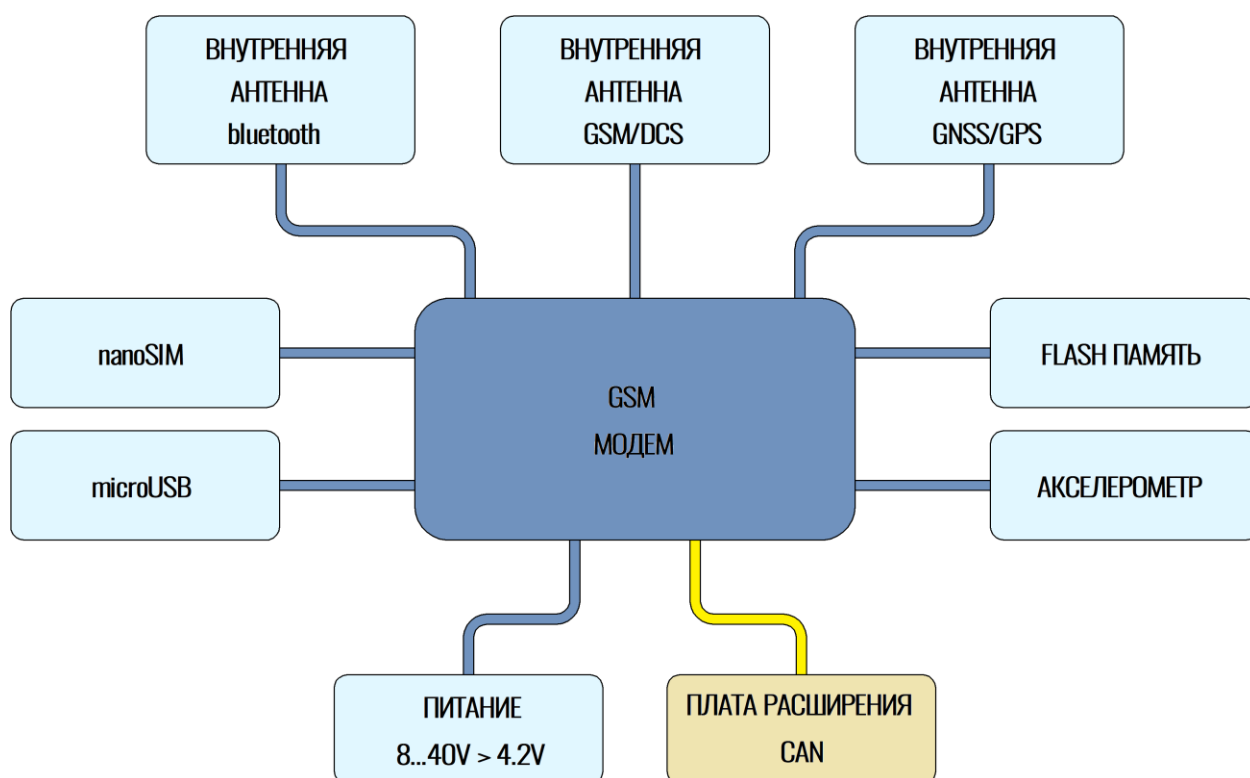 ВНУТРЕННЯЯ
АНТЕННА
bluetooth
ВНУТРЕННЯЯ
АНТЕННА
GSM/DCS
ВНУТРЕННЯЯ
АНТЕННА
GNSS/GPS
nanoSIM
FLASH ПАМЯТЬ
GSM
МОДЕМ
microUSB
АКСЕЛЕРОМЕТР
ПИТАНИЕ
8...40V > 4.2V
ПЛАТА РАСШИРЕНИЯ
CAN